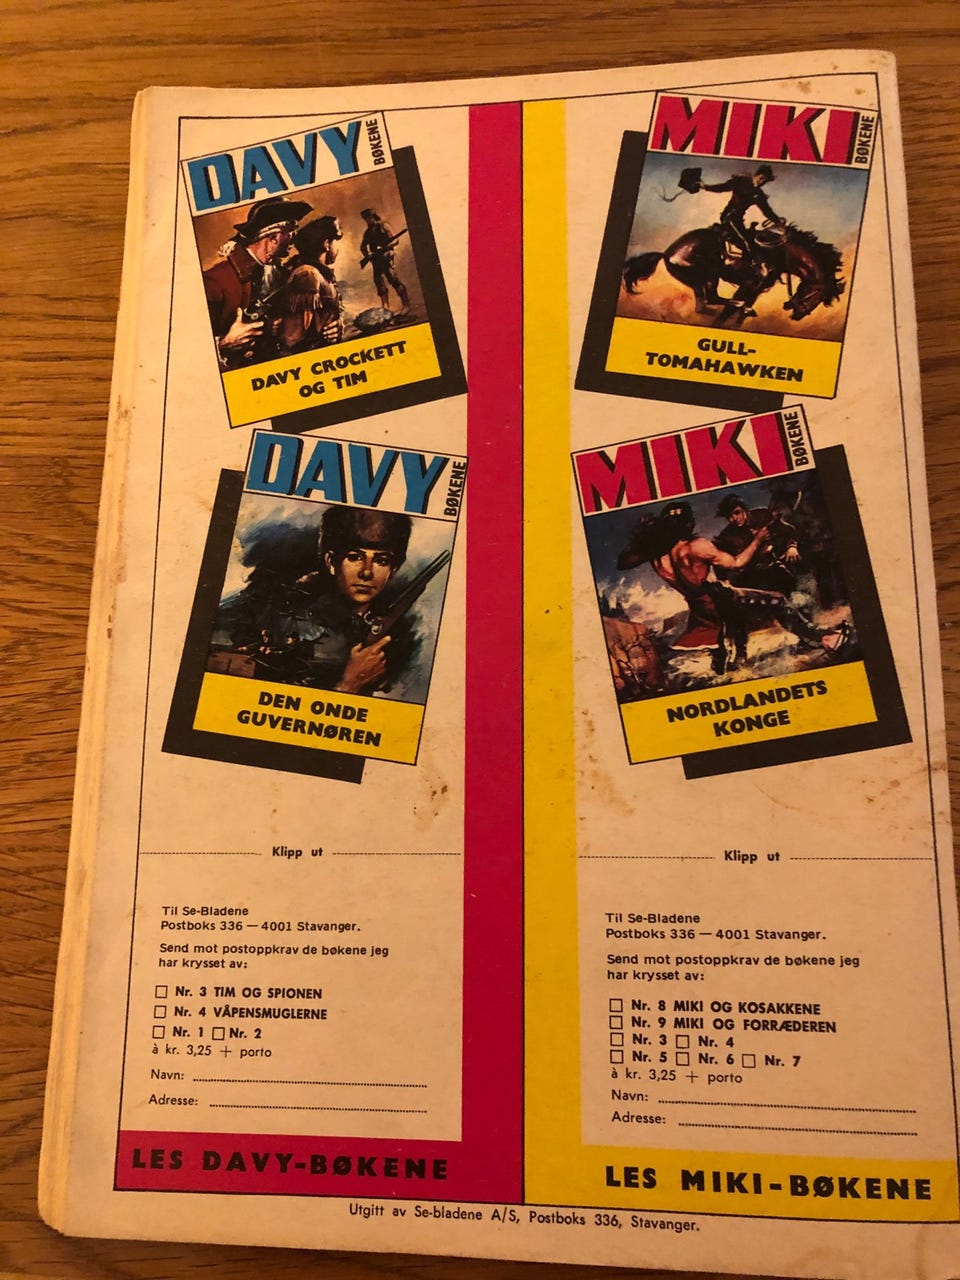 DAVY
BØKENE
DAVY CROCKETT
OG TIM
DAVY
BØKENE
DEN ONDE
GUVERNØREN
Klipp ut
Til Se-Bladene
Postboks 336 — 4001 Stavanger.
Send mot postoppkrav de bøkene jeg
har krysset av:
Nr. 3 TIM OG SPIONEN
Nr. 4 VÅPENSMUGLERNE
Nr. 1 Nr. 2
à kr. 3,25 + porto
Navn:
Adresse:
LES DAVY-BØKENE
MIKI
BØKENE
GULL-
TOMAHAWKEN
MIKI
BØKENE
NORDLANDETS
KONGE
Klipp ut
Til Se-Bladene
Postboks 336 — 4001 Stavanger.
Send mot postoppkrav de bøkene jeg
har krysset av:
Nr. 8 MIKI OG KOSAKKENE
Nr. 9 MIKI OG FORRÆDEREN
Nr. 3 Nr. 4
Nr. 5 Nr. 6 Nr. 7
à kr. 3,25 + porto
Navn:
Adresse:
LES MIKI-BØKENE
Utgitt av Se-bladene A/S, Postboks 336, Stavanger.